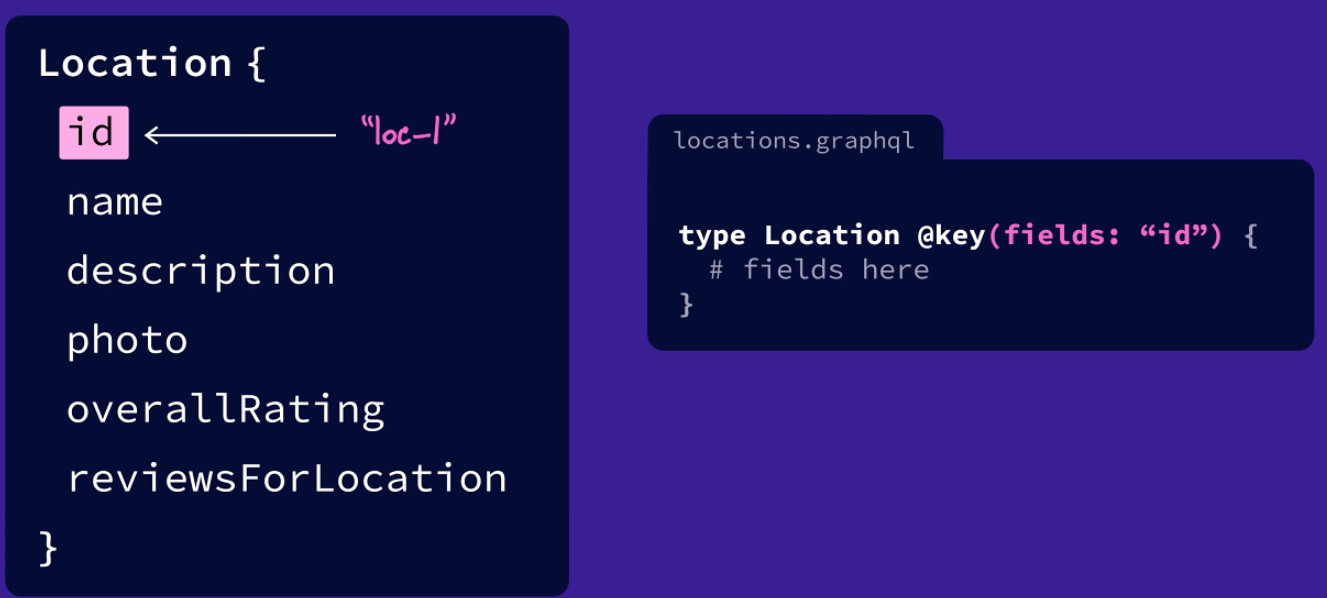 Location {
id
“loc-1”
name
description
photo
overallRating
reviewsForLocation
}
locations.graphql
type Location @key(fields: “id”) {
# fields here
}